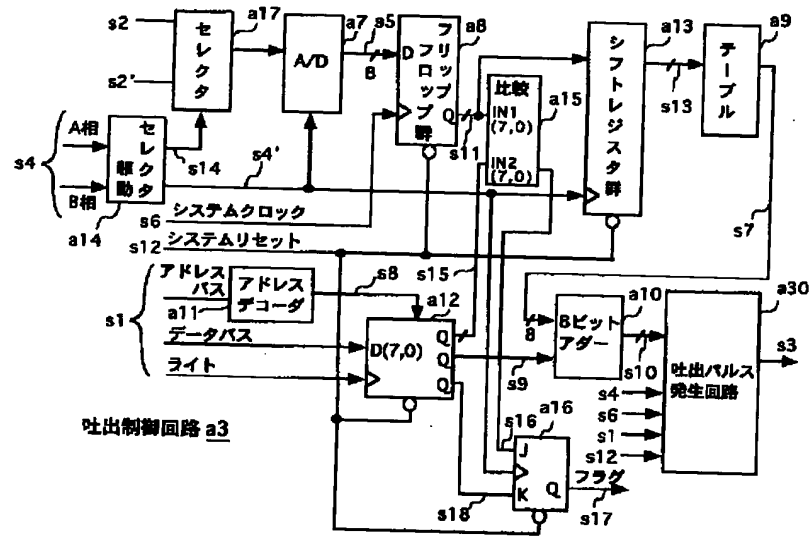 s2
s2'
セレクタ
a17
A/D
a7
s5
8
D
フリップフロップ群
Q
a8
s11
比較
IN1
(7,0)
IN2
(7,0)
a15
シフトレジスタ群
a13
s13
テーブル
a9
s7
s4
A相
B相
セレクタ駆動
a14
s14
s4'
s6 システムクロック
s12 システムリセット
s1
アドレスバス
a11
アドレスデコーダ
s8
データバス
ライト
a12
D(7,0)
Q
Q
Q
s15
s9
8
8ビットアダー
a10
s10
吐出パルス発生回路
a30
s3
s4
s6
s1
s12
吐出制御回路 a3
s16
a16
J
K
Q
s18
フラグ
s17